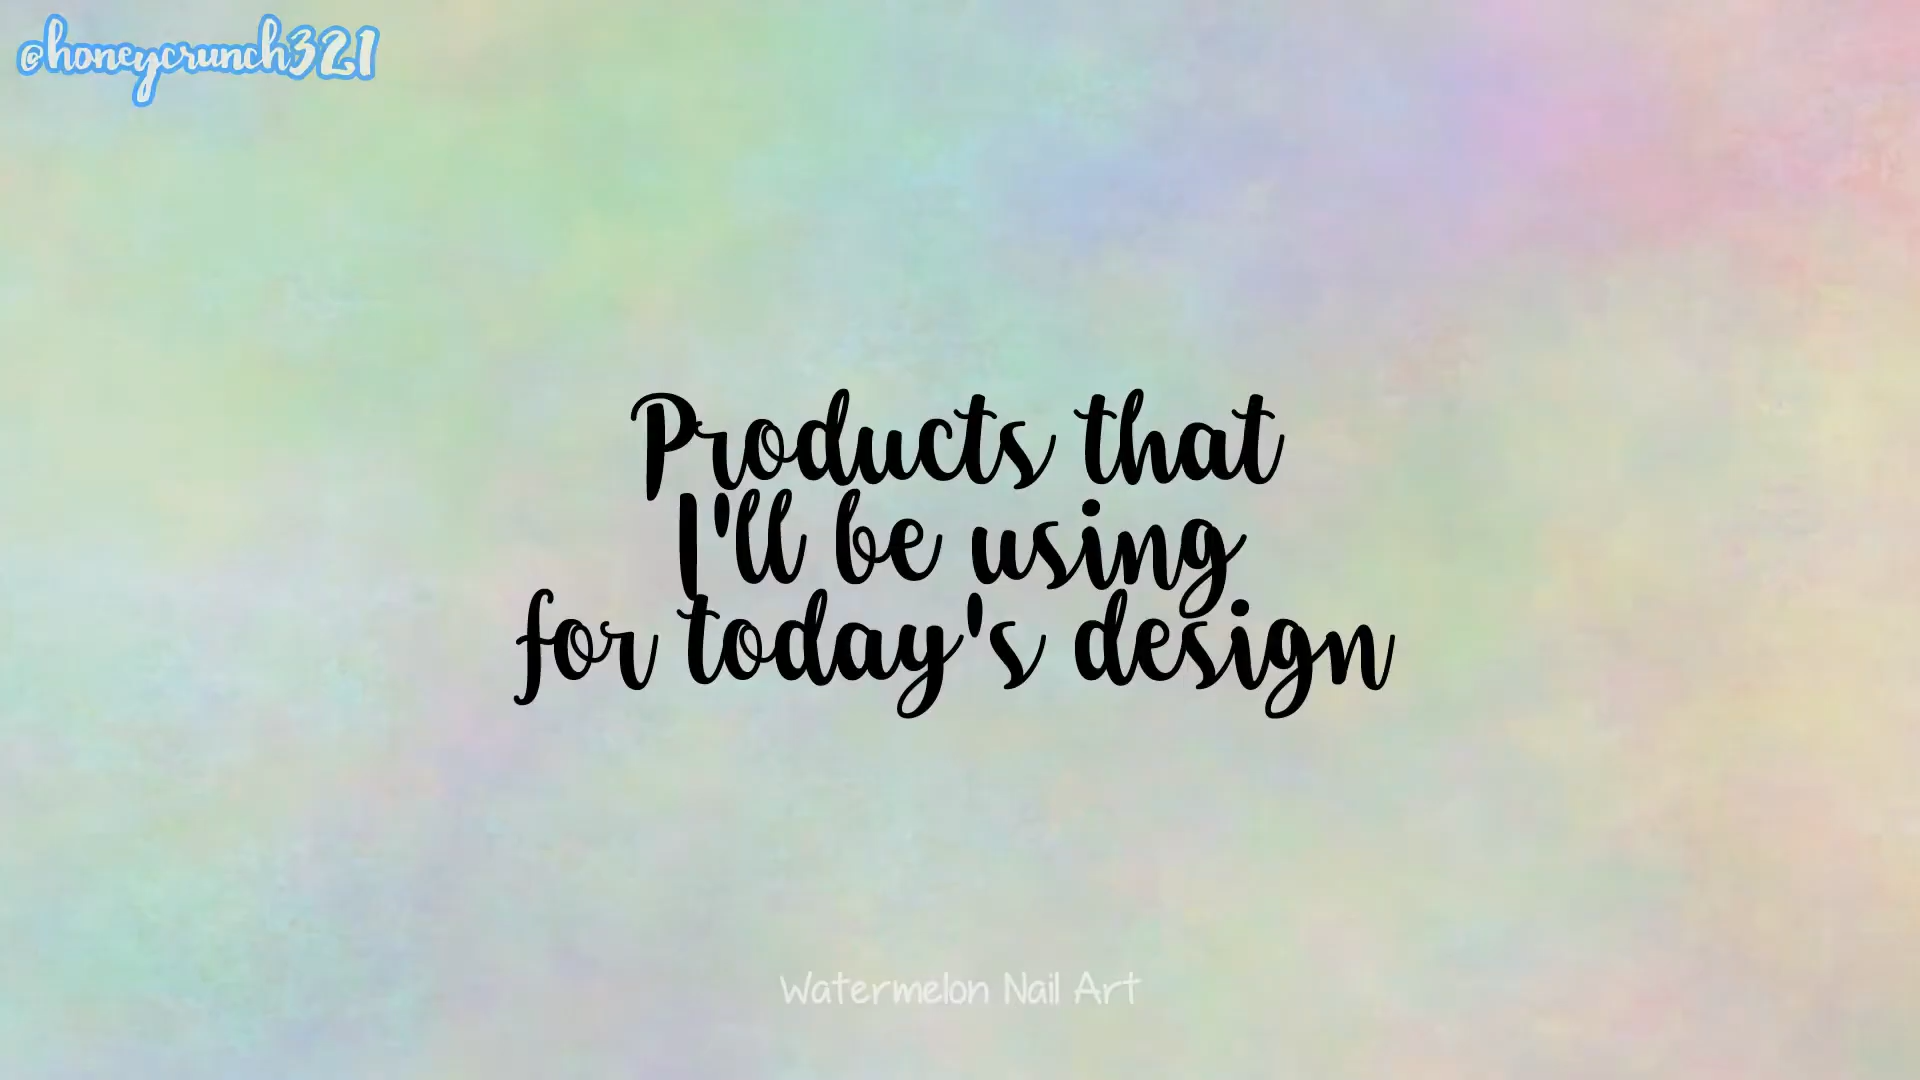 @honeycrunch321
Products that
I'll be using
for today's design
Watermelon Nail Art